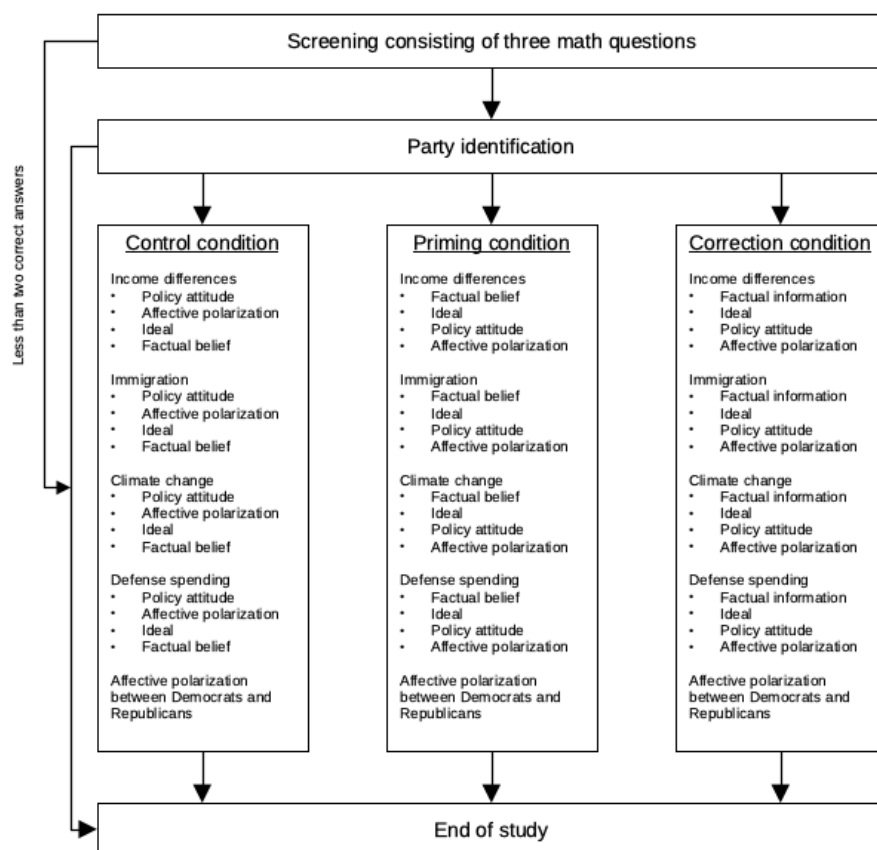 Screening consisting of three math questions
Less than two correct answers
Party identification
Control condition
Income differences
• Policy attitude
• Affective polarization
• Ideal
• Factual belief
Immigration
• Policy attitude
• Affective polarization
• Ideal
• Factual belief
Climate change
• Policy attitude
• Affective polarization
• Ideal
• Factual belief
Defense spending
• Policy attitude
• Affective polarization
• Ideal
• Factual belief
Affective polarization
between Democrats and
Republicans
Priming condition
Income differences
• Factual belief
• Ideal
• Policy attitude
• Affective polarization
Immigration
• Factual belief
• Ideal
• Policy attitude
• Affective polarization
Climate change
• Factual belief
• Ideal
• Policy attitude
• Affective polarization
Defense spending
• Factual belief
• Ideal
• Policy attitude
• Affective polarization
Affective polarization
between Democrats and
Republicans
Correction condition
Income differences
• Factual information
• Ideal
• Policy attitude
• Affective polarization
Immigration
• Factual information
• Ideal
• Policy attitude
• Affective polarization
Climate change
• Factual information
• Ideal
• Policy attitude
• Affective polarization
Defense spending
• Factual information
• Ideal
• Policy attitude
• Affective polarization
Affective polarization
between Democrats and
Republicans
End of study